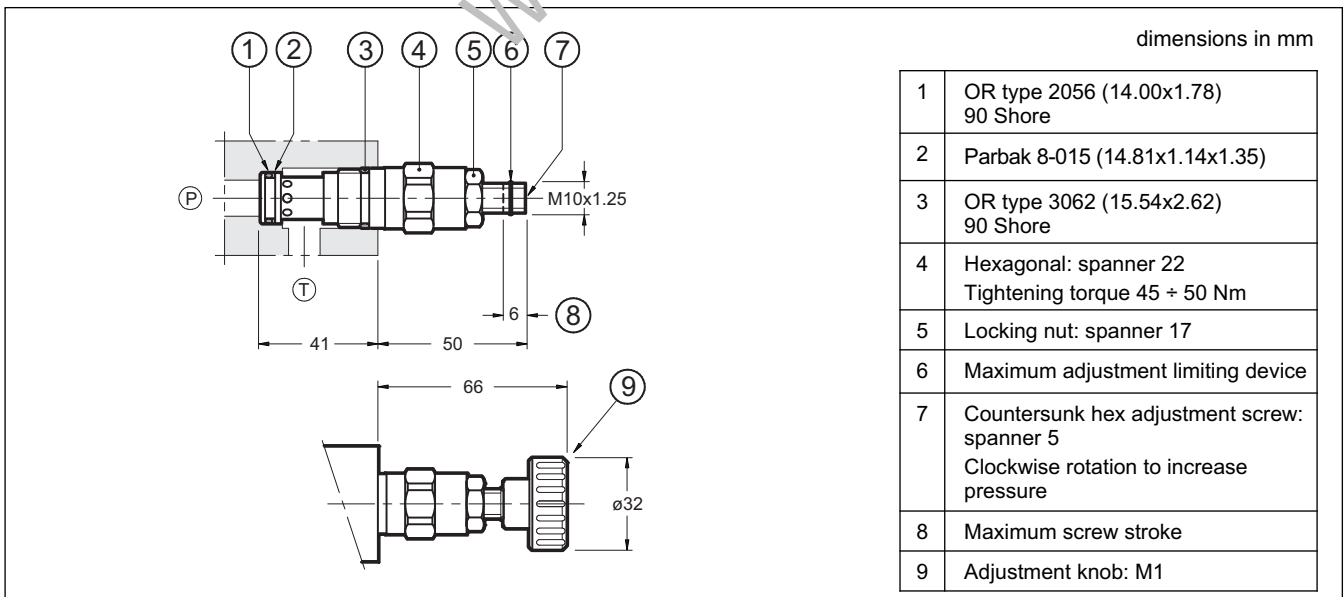 dimensions in mm
1 2 3 4 5 6 7
P
M10x1.25
T
6
8
41
50
66
9
ø32
1 OR type 2056 (14.00x1.78)
90 Shore
2 Parbak 8-015 (14.81x1.14x1.35)
3 OR type 3062 (15.54x2.62)
90 Shore
4 Hexagonal: spanner 22
Tightening torque 45 ÷ 50 Nm
5 Locking nut: spanner 17
6 Maximum adjustment limiting device
7 Countersunk hex adjustment screw:
spanner 5
Clockwise rotation to increase
pressure
8 Maximum screw stroke
9 Adjustment knob: M1